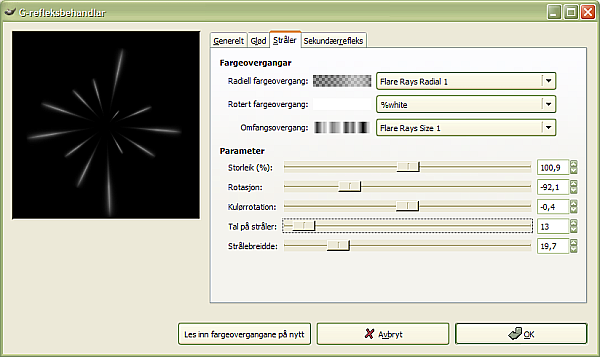 G-refleksbehandlar
Generelt Glød Stråler Sekundærrefleks
Fargeovergangar
Radiell fargeovergang: Flare Rays Radial 1
Rotert fargeovergang: %white
Omfangsovergang: Flare Rays Size 1
Parameter
Storleik (%): 100,9
Rotasjon: -92,1
Kulørrotation: -0,4
Tal på stråler: 13
Strålebreidde: 19,7
Les inn fargeovergangane på nytt Avbryt OK